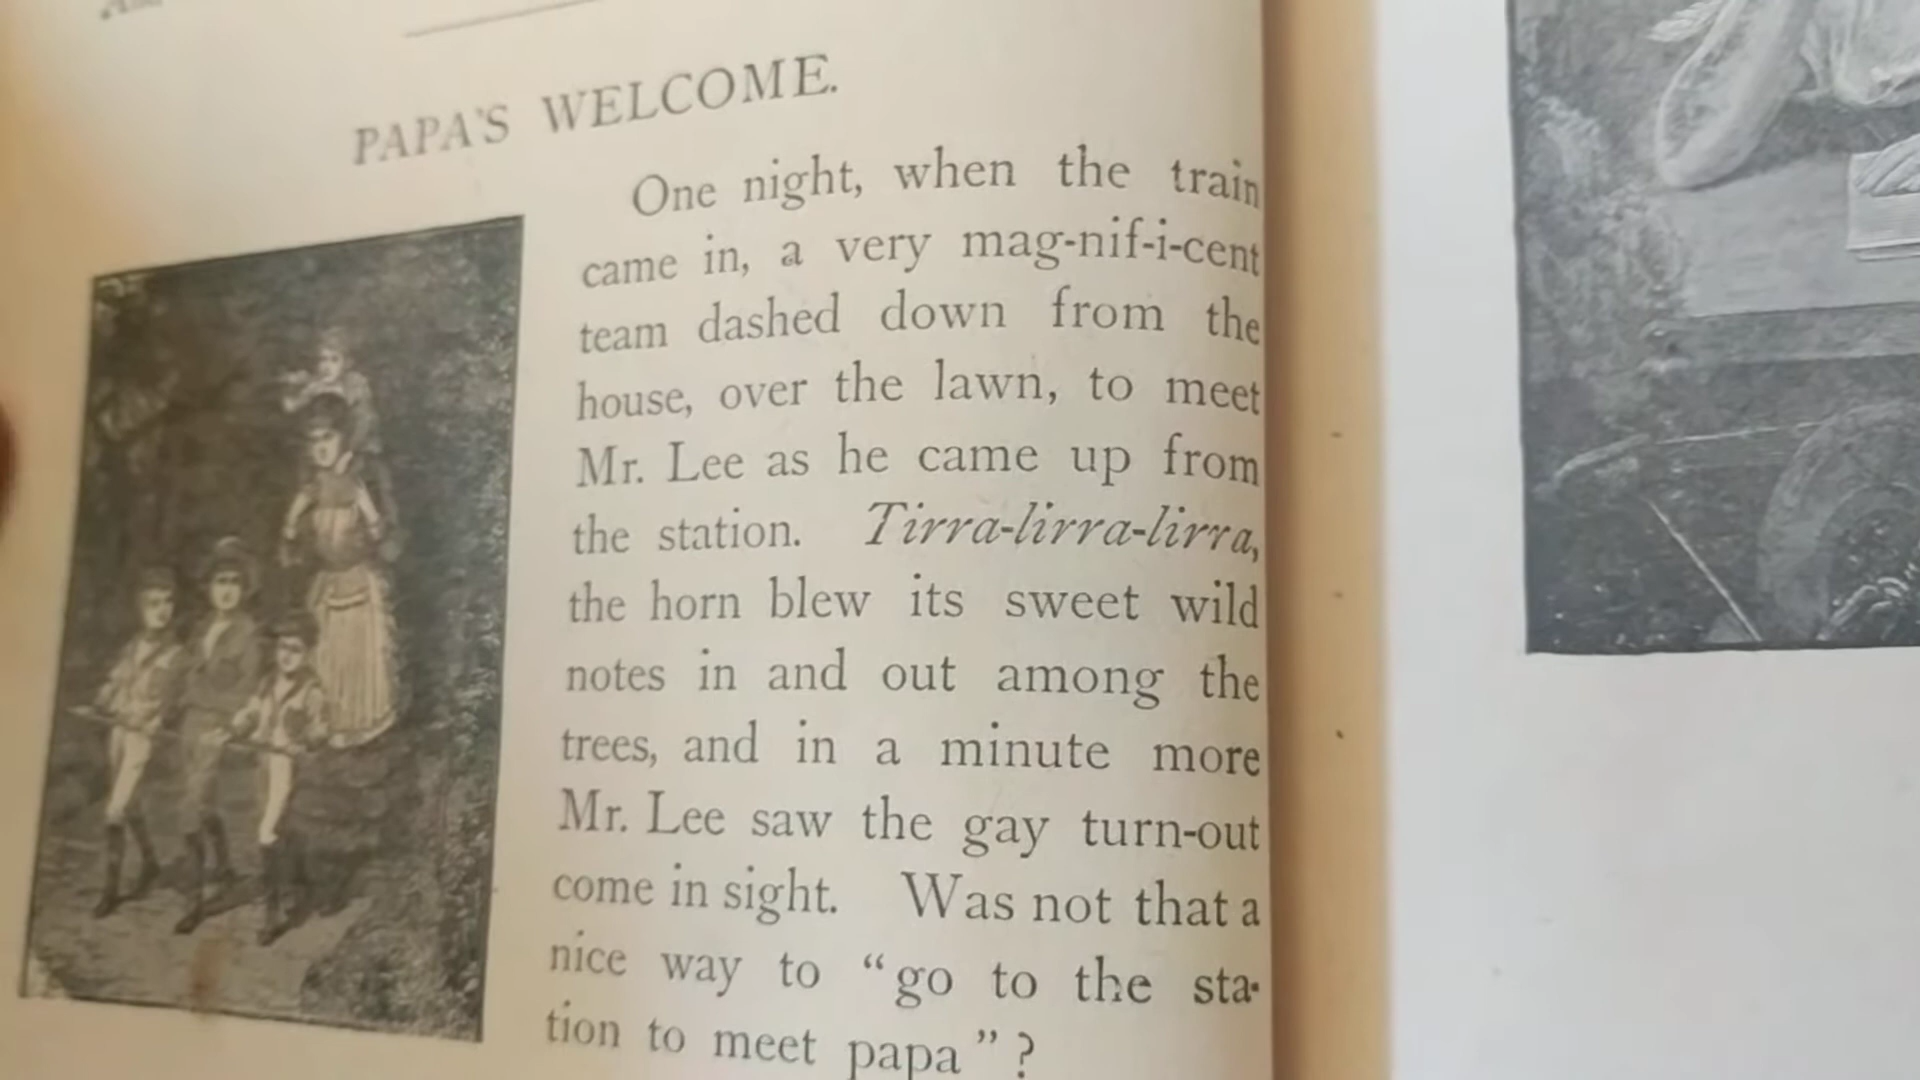 PAPA'S WELCOME.
One night, when the train
came in, a very mag-nif-i-cent
team dashed down from the
house, over the lawn, to meet
Mr. Lee as he came up from
the station. Tirra-lirra-lirra,
the horn blew its sweet wild
notes in and out among the
trees, and in a minute more
Mr. Lee saw the gay turn-out
come in sight. Was not that a
nice way to “go to the sta-
tion to meet papa”?